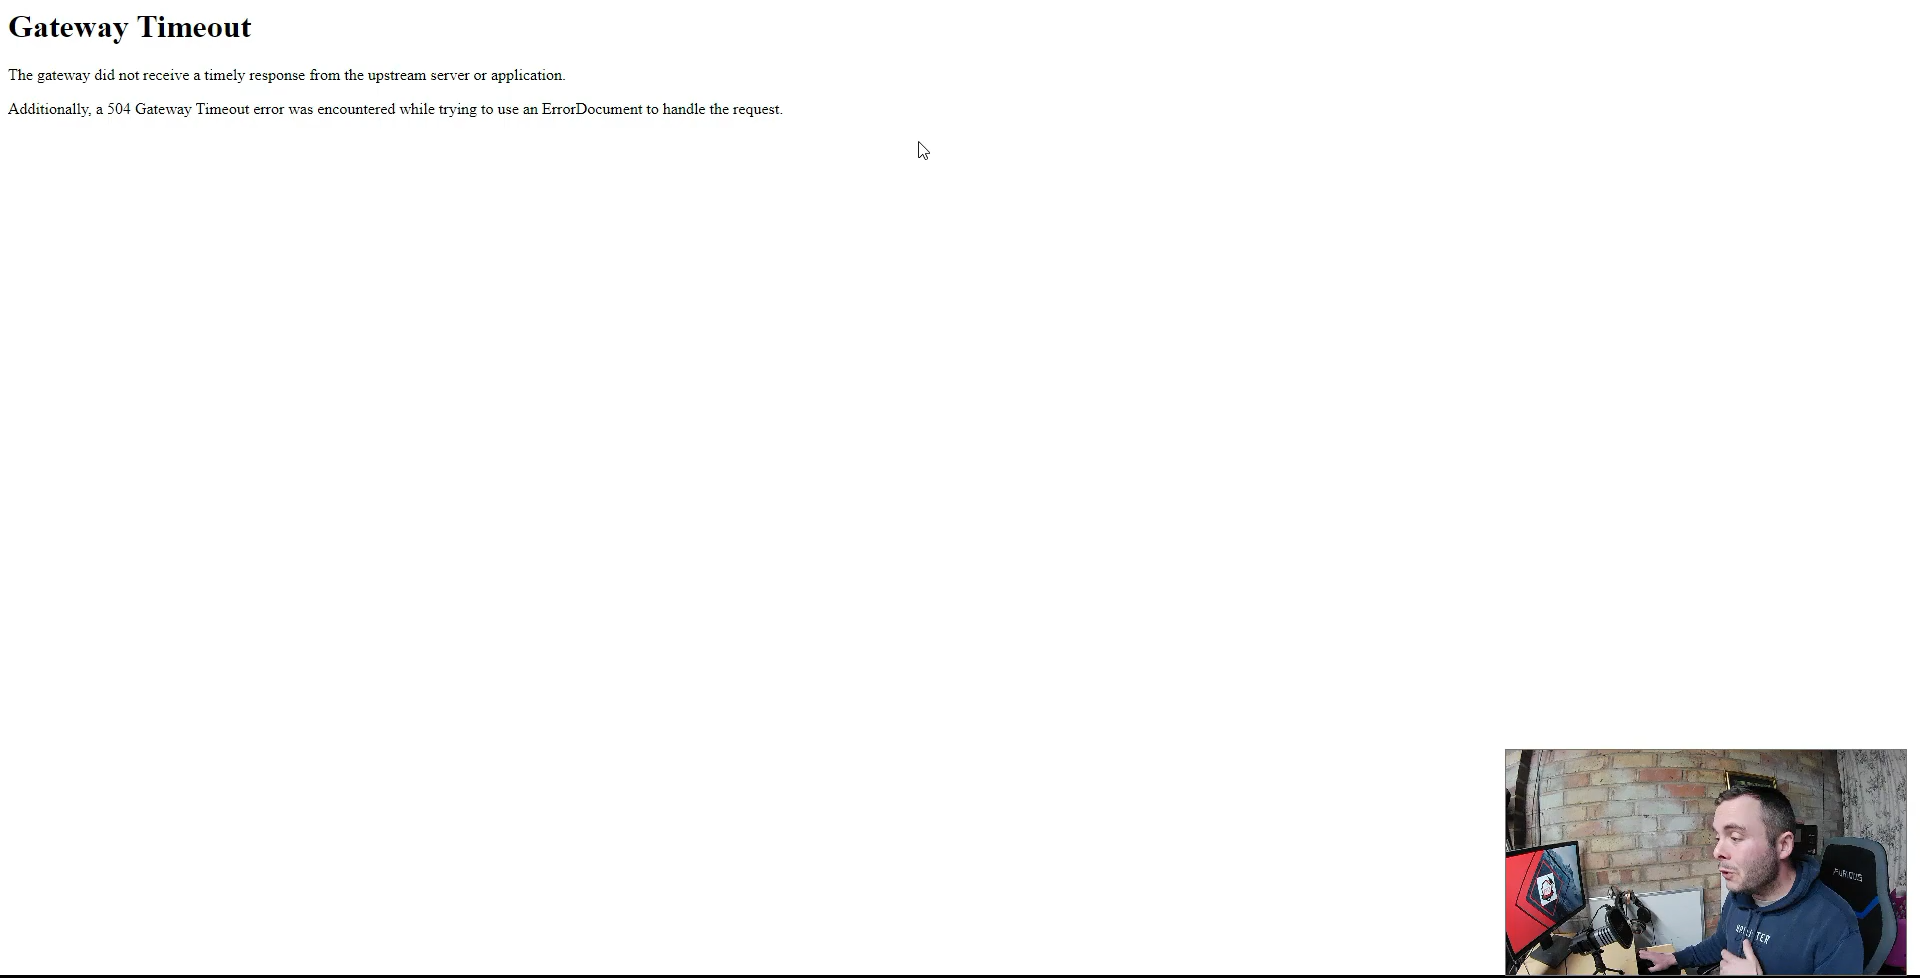 Gateway Timeout
The gateway did not receive a timely response from the upstream server or application.
Additionally, a 504 Gateway Timeout error was encountered while trying to use an ErrorDocument to handle the request.
FURIOUS